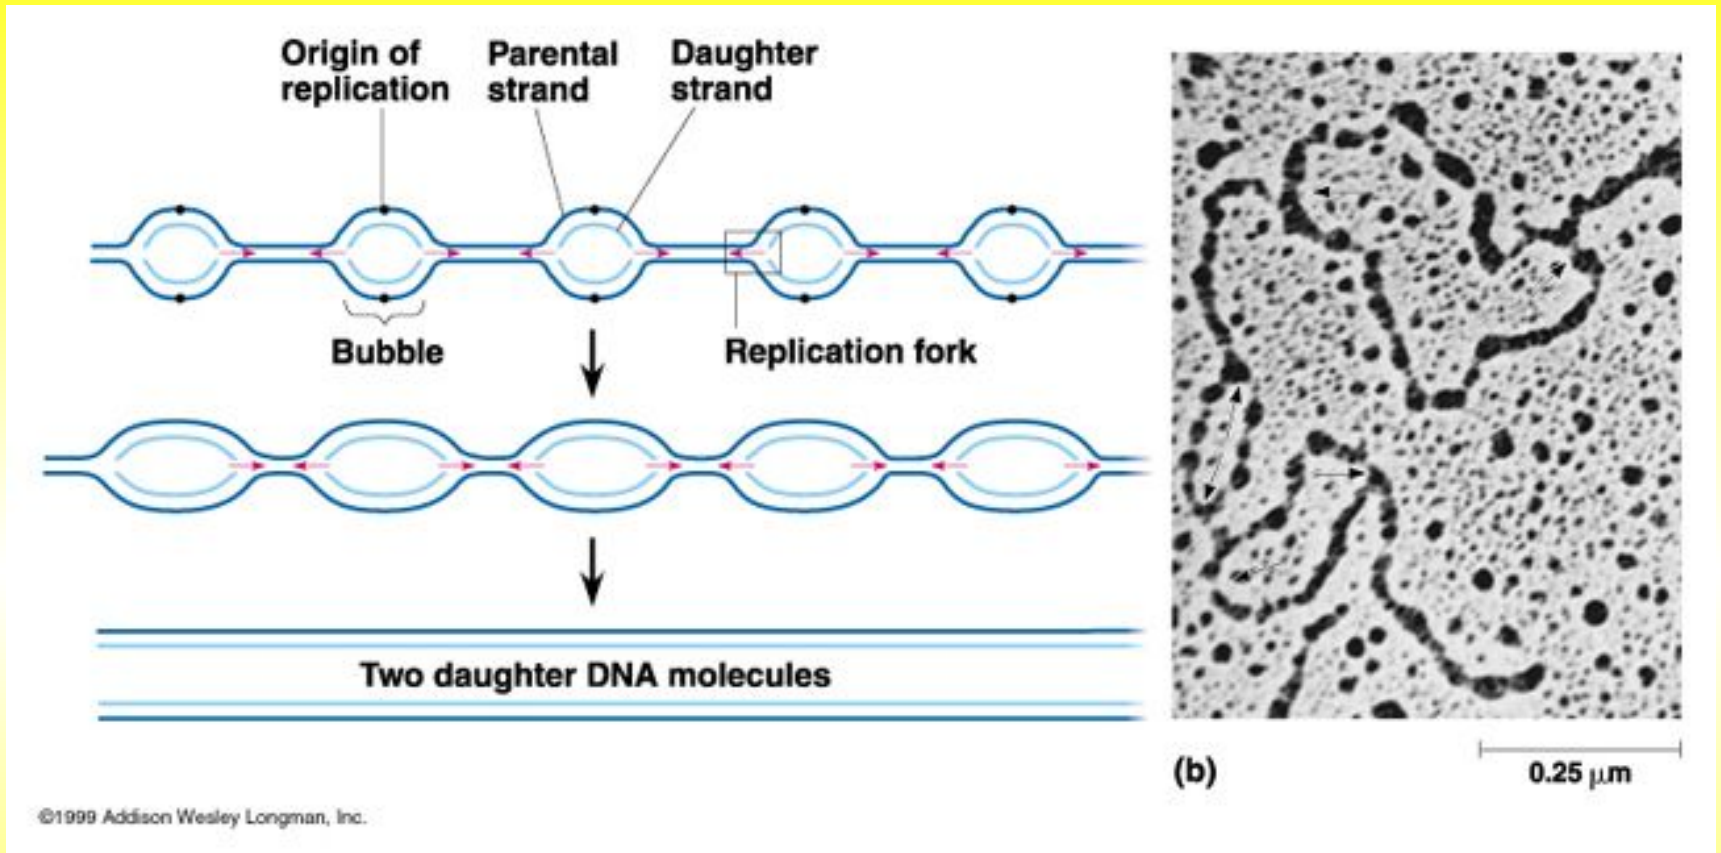 Origin of
replication
Parental
strand
Daughter
strand
Bubble
Replication fork
Two daughter DNA molecules
(b)
0.25 μm
©1999 Addison Wesley Longman, Inc.